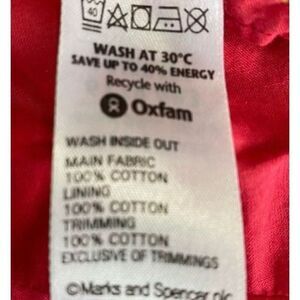 40
WASH AT 30°C
SAVE UP TO 40% ENERGY
Recycle with
Oxfam
WASH INSIDE OUT
MAIN FABRIC
100% COTTON
LINING
100% COTTON
TRIMMING
100% COTTON
EXCLUSIVE OF TRIMMINGS
©Marks and Spencer plc